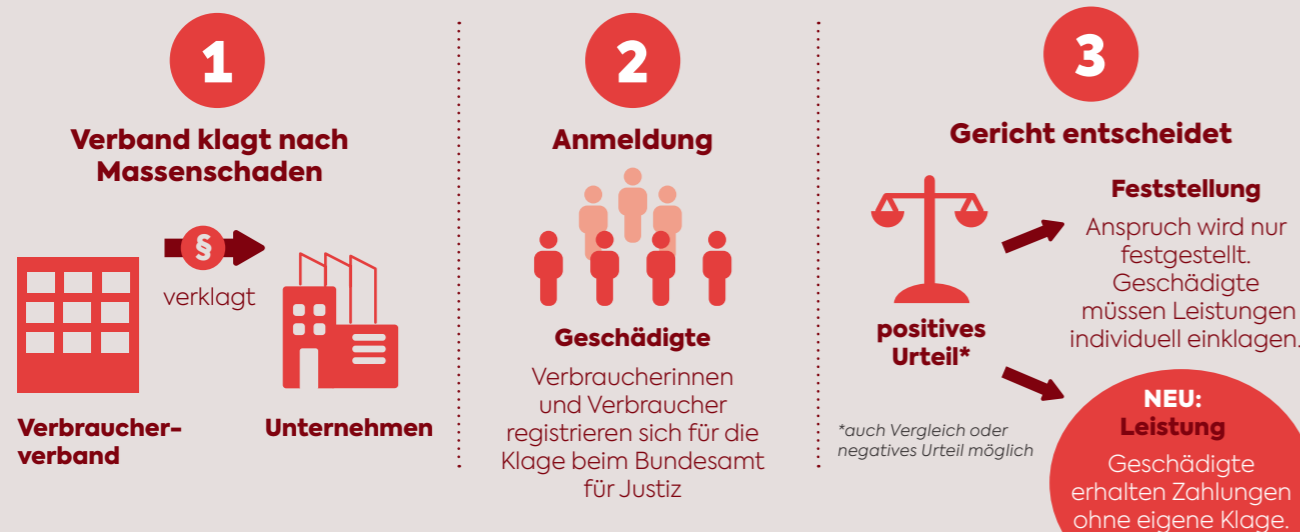 1
Verband klagt nach
Massenschaden
§
verklagt
Verbraucher-
verband
Unternehmen
2
Anmeldung
Geschädigte
Verbraucherinnen
und Verbraucher
registrieren sich für die
Klage beim Bundesamt
für Justiz
3
Gericht entscheidet
positives
Urteil*
*auch Vergleich oder
negatives Urteil möglich
Feststellung
Anspruch wird nur
festgestellt.
Geschädigte
müssen Leistungen
individuell einklagen.
NEU:
Leistung
Geschädigte
erhalten Zahlungen
ohne eigene Klage.